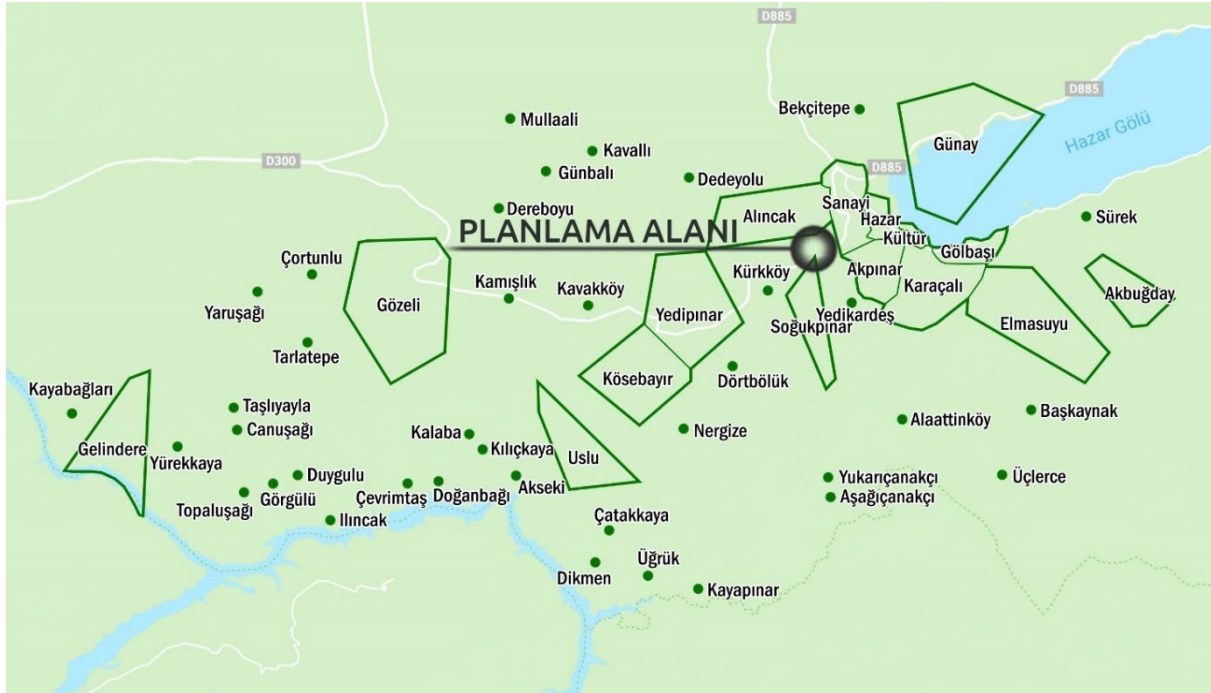 D885
D885
Bekçitepe
Mullaali
Günay
Hazar Gölü
Kavallı
D300
D885
Günbalı
Dedeyolu
Sanayi
Dereboyu
Alıncak
Hazar
Sürek
PLANLAMA ALANI
Kültür
Gölbaşı
Çortunlu
Kürkköy
Akpınar
Kamışlık
Kavakköy
Karaçalı
Akbuğday
Yaruşağı
Gözeli
Yedipınar
Soğukpınar
Yedikardeş
Elmasuyu
Tarlatepe
Kösebayır
Dörtbölük
Kayabağları
Taşlıyayla
Canuşağı
Kalaba
Nergize
Alaattinköy
Başkaynak
Gelindere
Yürekkaya
Kılıçkaya
Uslu
Duygulu
Görgülü
Topaluşağı
Çevrimtaş
Doğanbağı
Akseki
Yukarıçanakçı
Aşağıçanakçı
Üçlerce
Ilıncak
Çatakkaya
Üğrük
Dikmen
Kayapınar